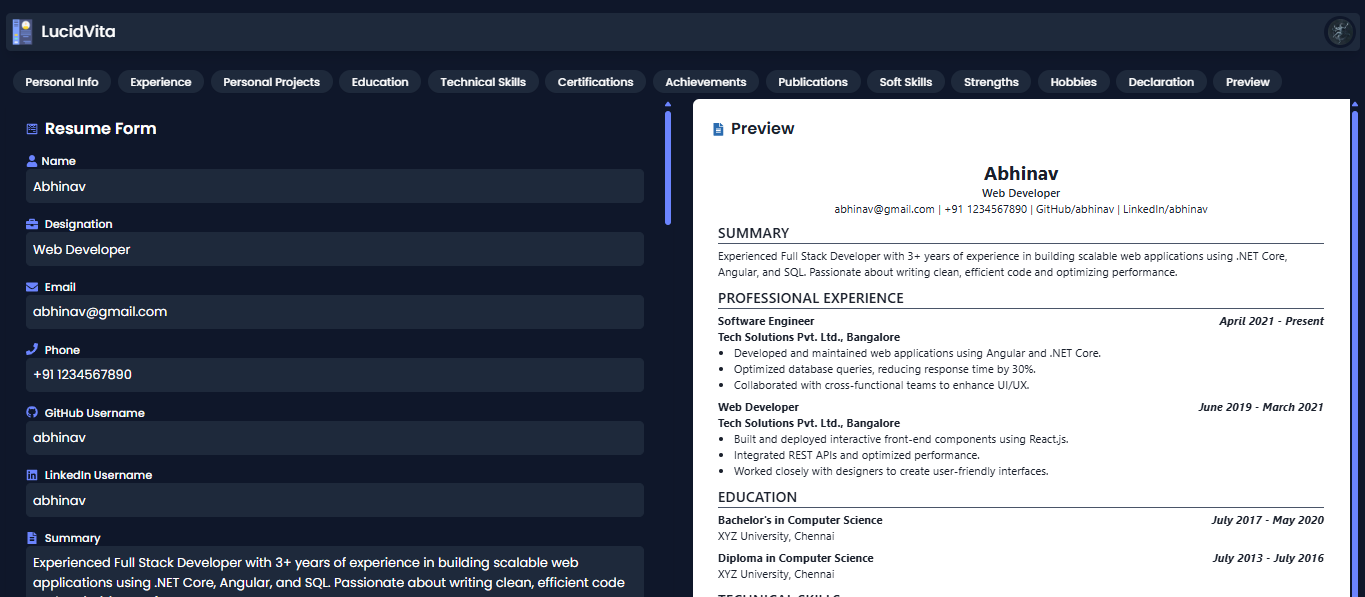 LucidVita
Personal Info Experience Personal Projects Education Technical Skills Certifications Achievements Publications Soft Skills Strengths Hobbies Declaration Preview
Resume Form
Name
Abhinav
Designation
Web Developer
Email
abhinav@gmail.com
Phone
+91 1234567890
GitHub Username
abhinav
LinkedIn Username
abhinav
Summary
Experienced Full Stack Developer with 3+ years of experience in building scalable web
applications using .NET Core, Angular, and SQL. Passionate about writing clean, efficient code
Preview
Abhinav
Web Developer
abhinav@gmail.com | +91 1234567890 | GitHub/abhinav | LinkedIn/abhinav
SUMMARY
Experienced Full Stack Developer with 3+ years of experience in building scalable web applications using .NET Core,
Angular, and SQL. Passionate about writing clean, efficient code and optimizing performance.
PROFESSIONAL EXPERIENCE
Software Engineer April 2021 - Present
Tech Solutions Pvt. Ltd., Bangalore
• Developed and maintained web applications using Angular and .NET Core.
• Optimized database queries, reducing response time by 30%.
• Collaborated with cross-functional teams to enhance UI/UX.
Web Developer June 2019 - March 2021
Tech Solutions Pvt. Ltd., Bangalore
• Built and deployed interactive front-end components using React.js.
• Integrated REST APIs and optimized performance.
• Worked closely with designers to create user-friendly interfaces.
EDUCATION
Bachelor's in Computer Science July 2017 - May 2020
XYZ University, Chennai
Diploma in Computer Science July 2013 - July 2016
XYZ University, Chennai
TECHNICAL SKILLS